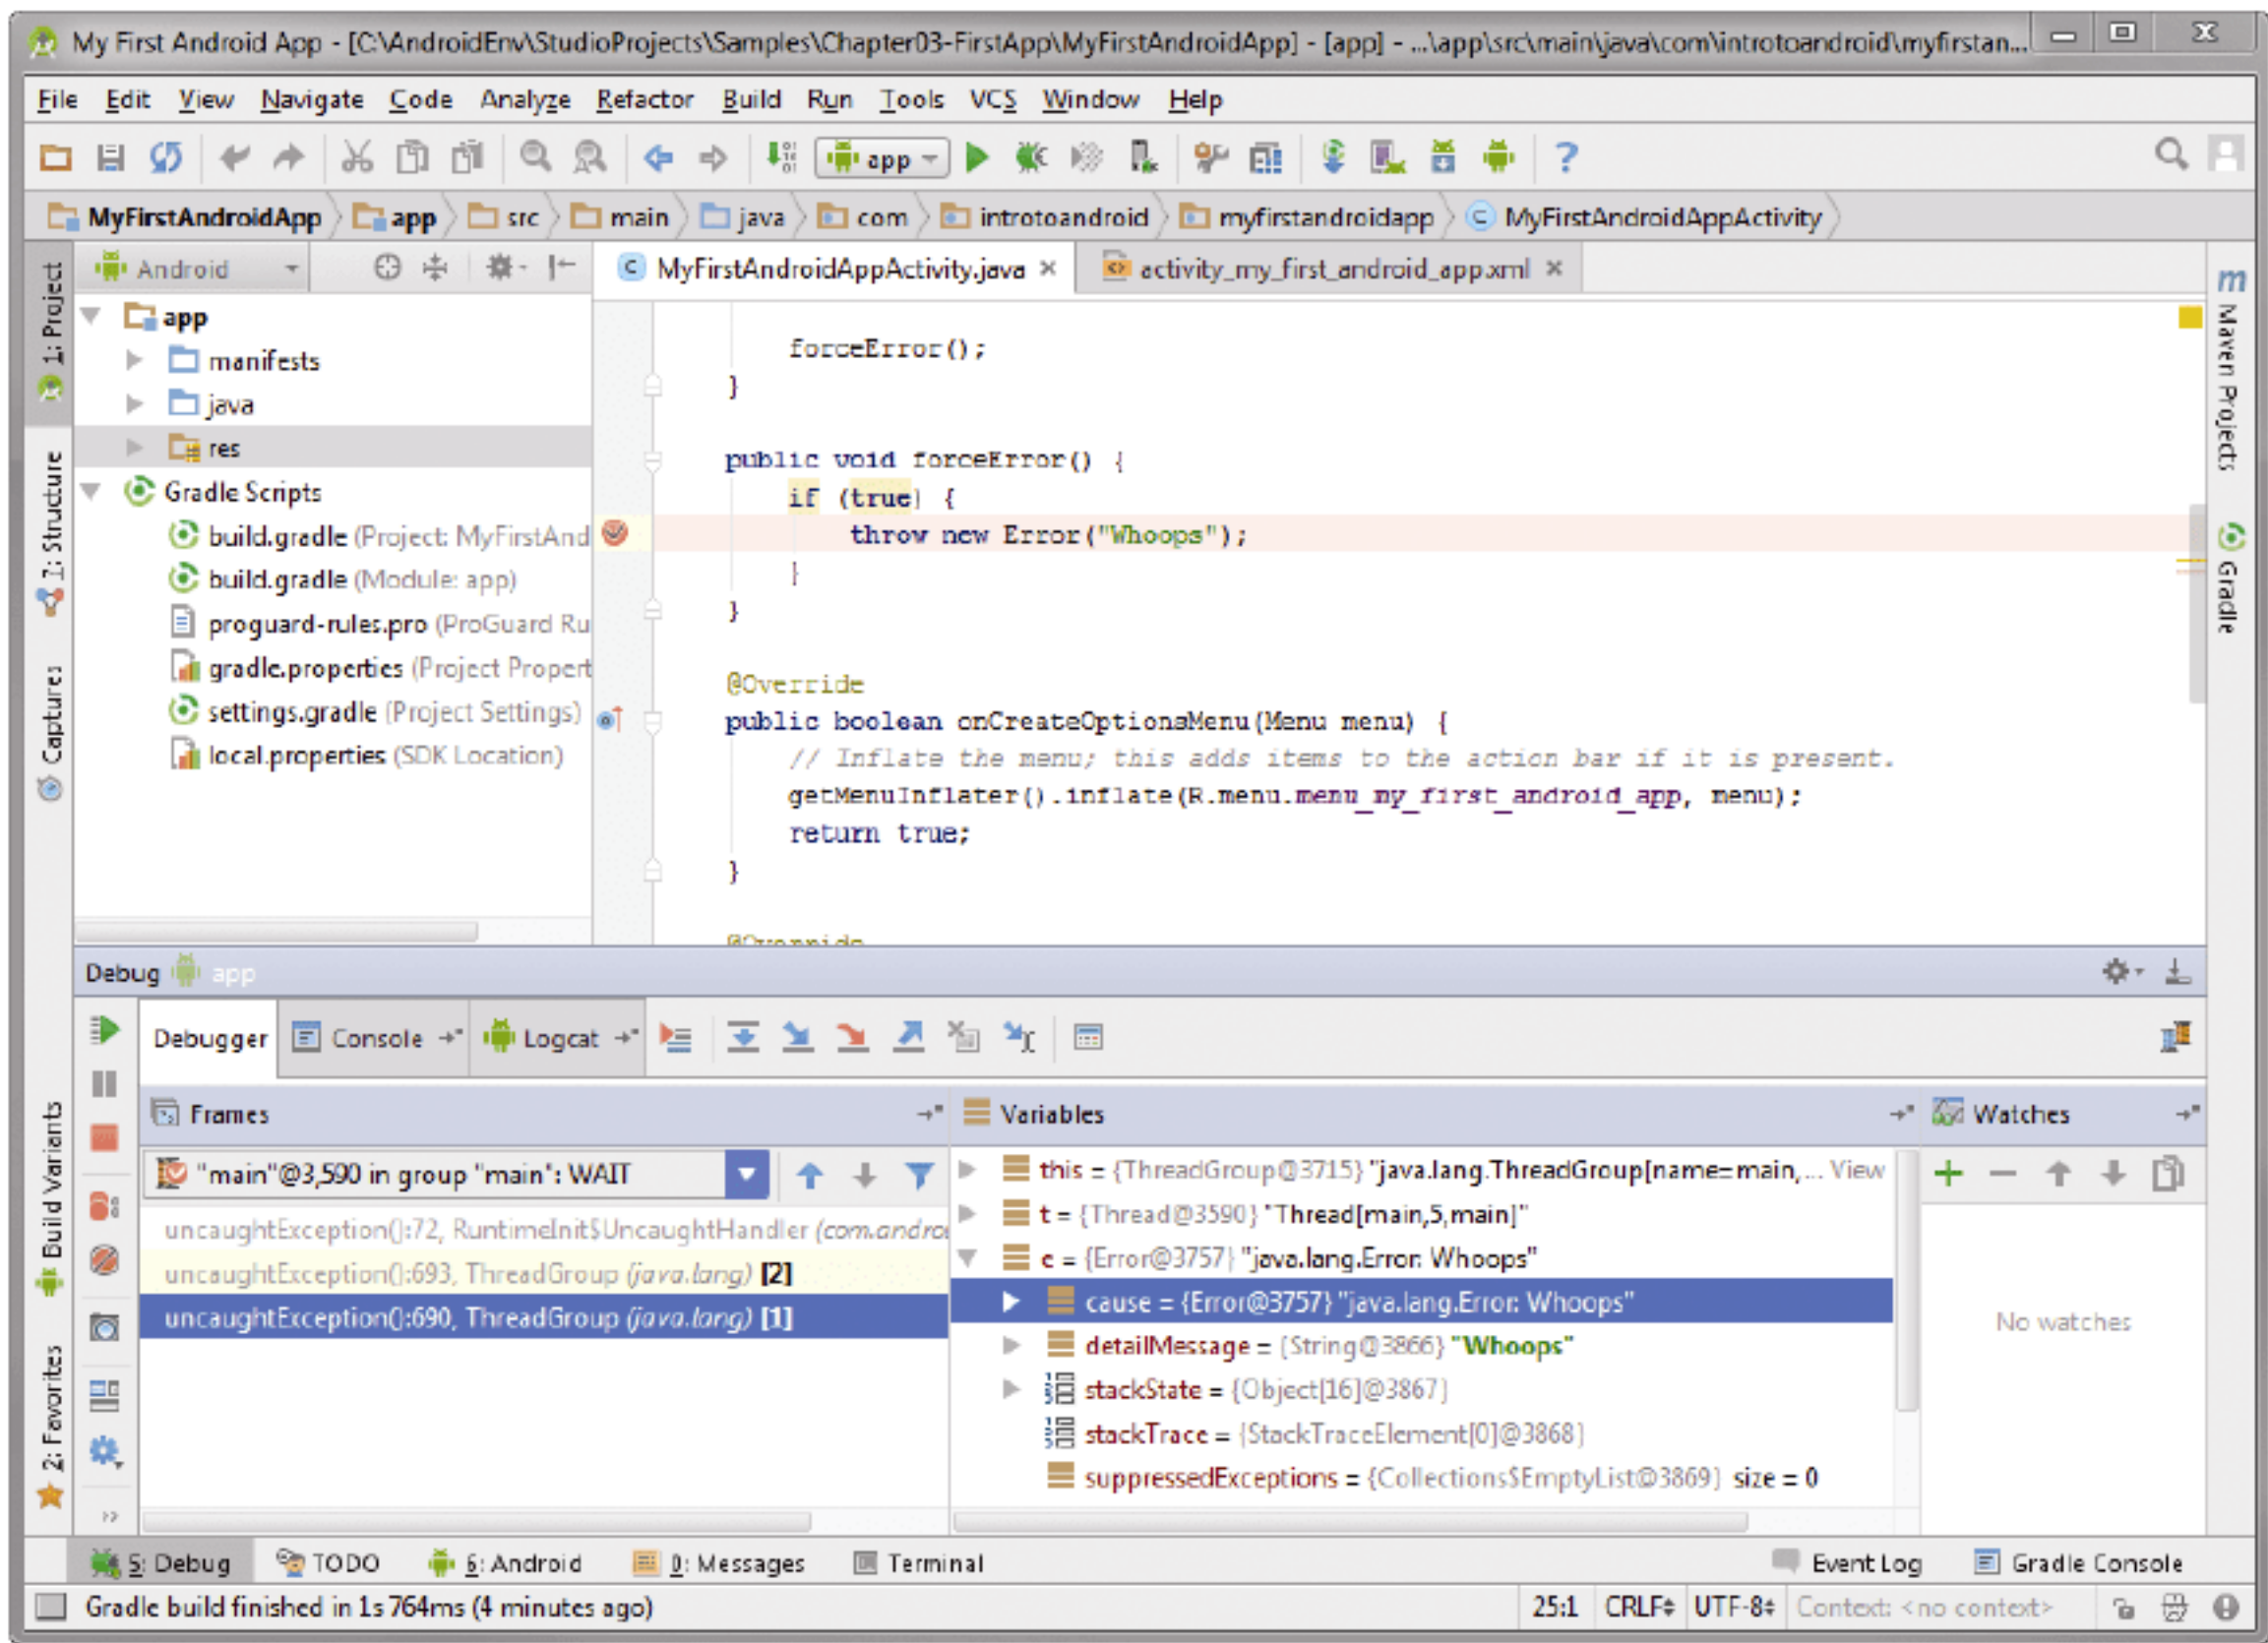 My First Android App - [C:\AndroidEnv\StudioProjects\Samples\Chapter03-FirstApp\MyFirstAndroidApp] - [app] - ...\app\src\main\java\com\introtoandroid\myfirstan...
File Edit View Navigate Code Analyze Refactor Build Run Tools VCS Window Help
app
MyFirstAndroidApp app src main java com introtoandroid myfirstandroidapp MyFirstAndroidAppActivity
1: Project
Z: Structure
Captures
Build Variants
2: Favorites
Android
app
manifests
java
res
Gradle Scripts
build.gradle (Project: MyFirstAnd
build.gradle (Module: app)
proguard-rules.pro (ProGuard Ru
gradle.properties (Project Propert
settings.gradle (Project Settings)
local.properties (SDK Location)
MyFirstAndroidAppActivity.java activity_my_first_android_app.xml
forceError();
}
public void forceError() {
if (true) {
throw new Error("Whoops");
}
}
@Override
public boolean onCreateOptionsMenu(Menu menu) {
// Inflate the menu; this adds items to the action bar if it is present.
getMenuInflater().inflate(R.menu.menu_my_first_android_app, menu);
return true;
}
@Override
Maven Projects
Gradle
Debug app
Debugger Console Logcat
Frames
"main"@3,590 in group "main": WAIT
uncaughtException():72, RuntimeInit$UncaughtHandler (com.androi
uncaughtException():693, ThreadGroup (java.lang) [2]
uncaughtException():690, ThreadGroup (java.lang) [1]
Variables
this = {ThreadGroup@3715} "java.lang.ThreadGroup[name=main,... View
t = {Thread@3590} "Thread[main,5,main]"
e = {Error@3757} "java.lang.Error: Whoops"
cause = {Error@3757} "java.lang.Error: Whoops"
detailMessage = {String@3866} "Whoops"
stackState = {Object[16]@3867}
stackTrace = {StackTraceElement[0]@3868}
suppressedExceptions = {Collections$EmptyList@3869} size = 0
Watches
No watches
5: Debug TODO 6: Android 0: Messages Terminal Event Log Gradle Console
Gradle build finished in 1s 764ms (4 minutes ago) 25:1 CRLF UTF-8 Context: <no context>